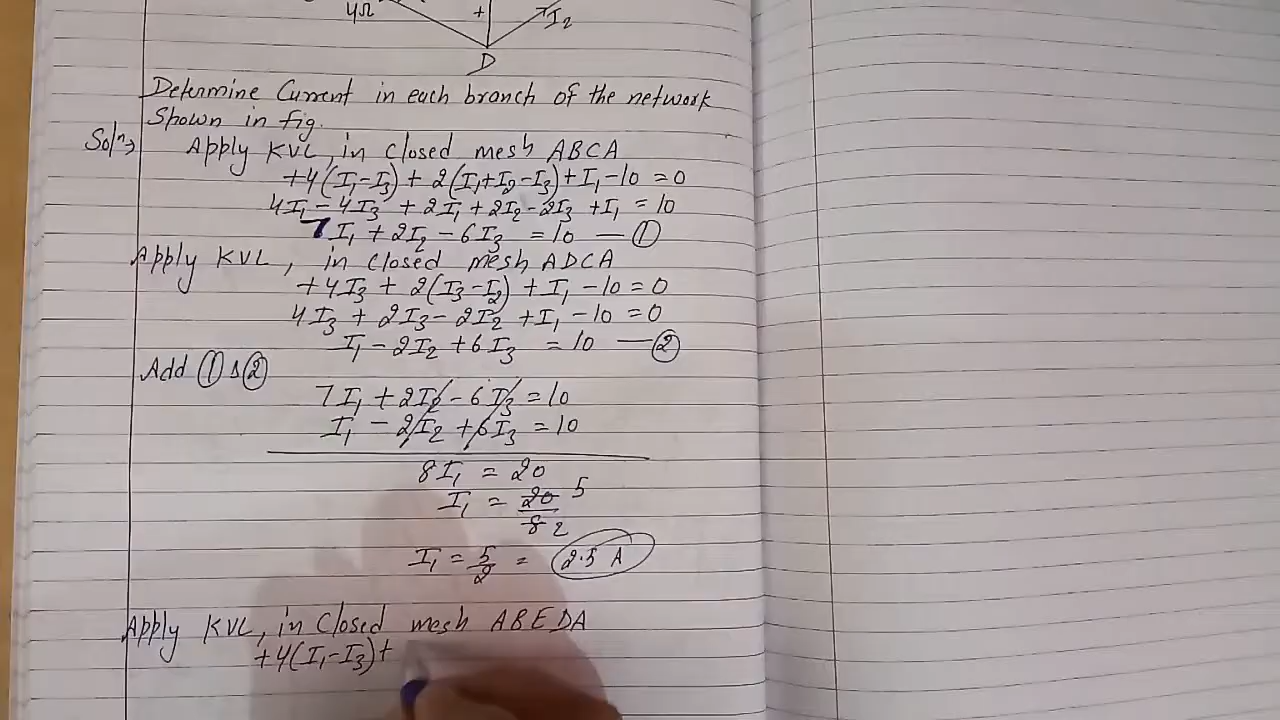 4Ω + I₂
D
Determine Current in each branch of the network
Shown in fig.
Solⁿ⇒ Apply KVL, in closed mesh ABCA
+4(I₁-I₃) + 2(I₁+I₂-I₃) + I₁ - 10 = 0
4I₁ - 4I₃ + 2I₁ + 2I₂ - 2I₃ + I₁ = 10
7I₁ + 2I₂ - 6I₃ = 10 — ①
Apply KVL, in closed mesh ADCA
+4I₃ + 2(I₃-I₂) + I₁ - 10 = 0
4I₃ + 2I₃ - 2I₂ + I₁ - 10 = 0
I₁ - 2I₂ + 6I₃ = 10 — ②
Add ① & ②
7I₁ + 2I₂ - 6I₃ = 10
I₁ - 2I₂ + 6I₃ = 10
8I₁ = 20
I₁ = 20/8 5 2
I₁ = 5/2 = 2.5 A
Apply KVL, in closed mesh ABEDA
+4(I₁-I₃)+